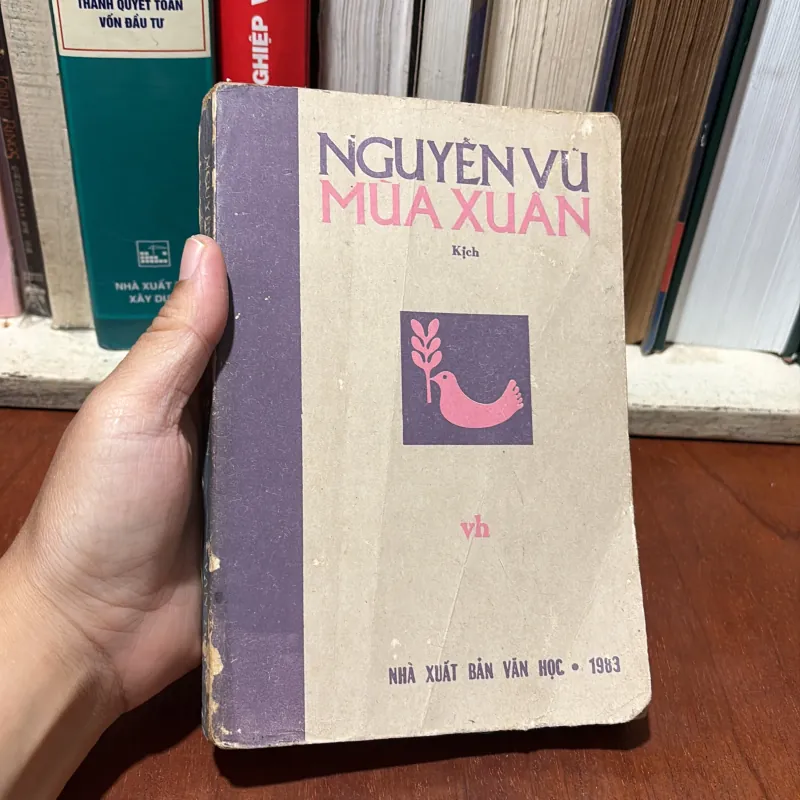 THANH QUYẾT TOÁN
VỐN ĐẦU TƯ
NGHIỆP V
NHÀ XUẤT
XÂY DỰ
NGUYỄN VŨ
MÙA XUÂN
Kịch
vh
NHÀ XUẤT BẢN VĂN HỌC • 1983